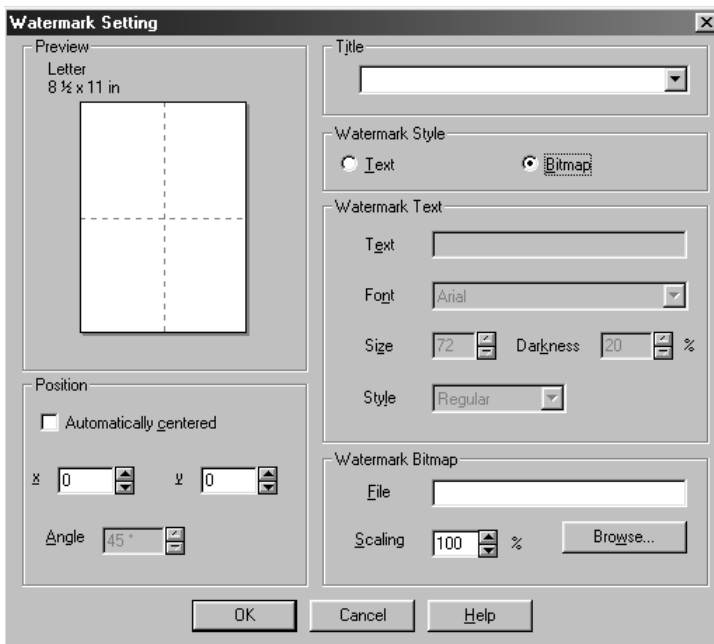 Watermark Setting
Preview
Letter
8 ½ x 11 in
Position
Automatically centered
x 0 y 0
Angle 45 °
Title
Watermark Style
Text Bitmap
Watermark Text
Text
Font Arial
Size 72 Darkness 20 %
Style Regular
Watermark Bitmap
File
Scaling 100 % Browse...
OK Cancel Help